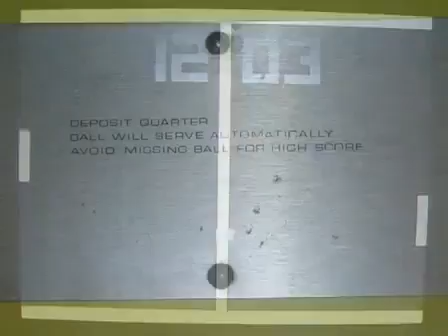 12 03
DEPOSIT QUARTER
BALL WILL SERVE AUTOMATICALLY
AVOID MISSING BALL FOR HIGH SCORE